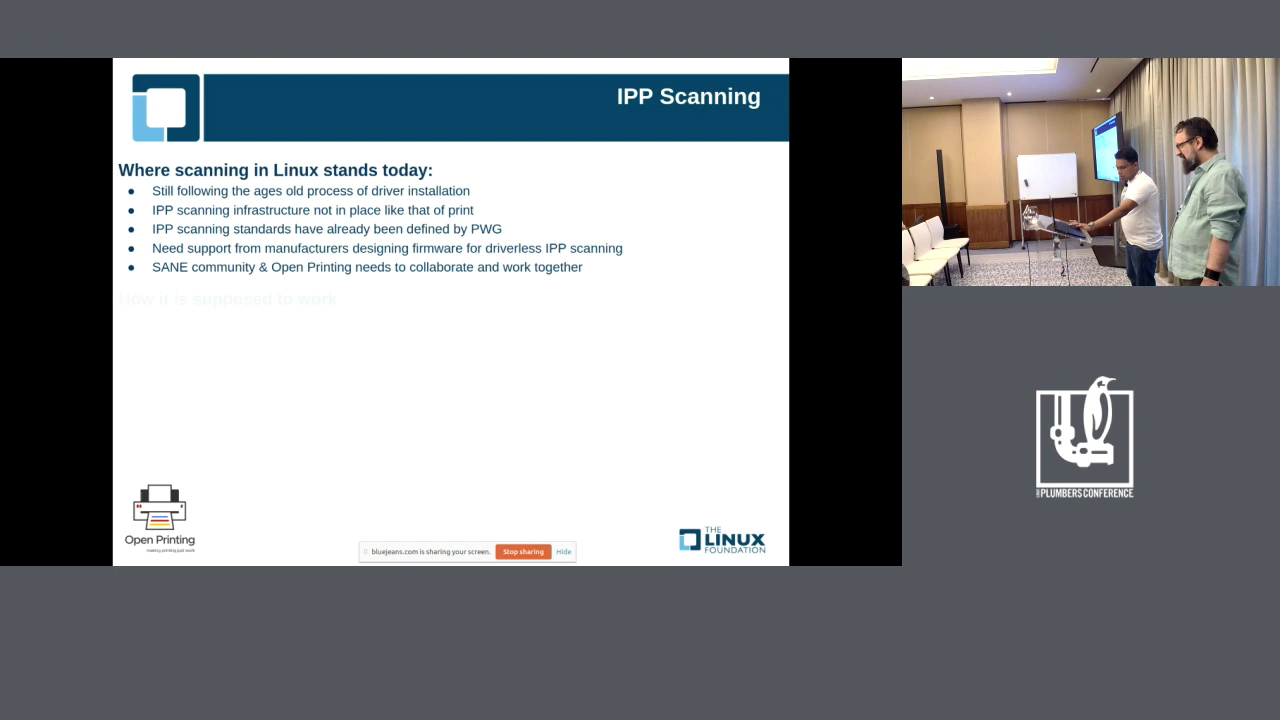 IPP Scanning
Where scanning in Linux stands today:
● Still following the ages old process of driver installation
● IPP scanning infrastructure not in place like that of print
● IPP scanning standards have already been defined by PWG
● Need support from manufacturers designing firmware for driverless IPP scanning
● SANE community & Open Printing needs to collaborate and work together
How it is supposed to work
Open Printing
making printing just work
bluejeans.com is sharing your screen.
Stop sharing
Hide
THE
LINUX
FOUNDATION
PLUMBERS CONFERENCE